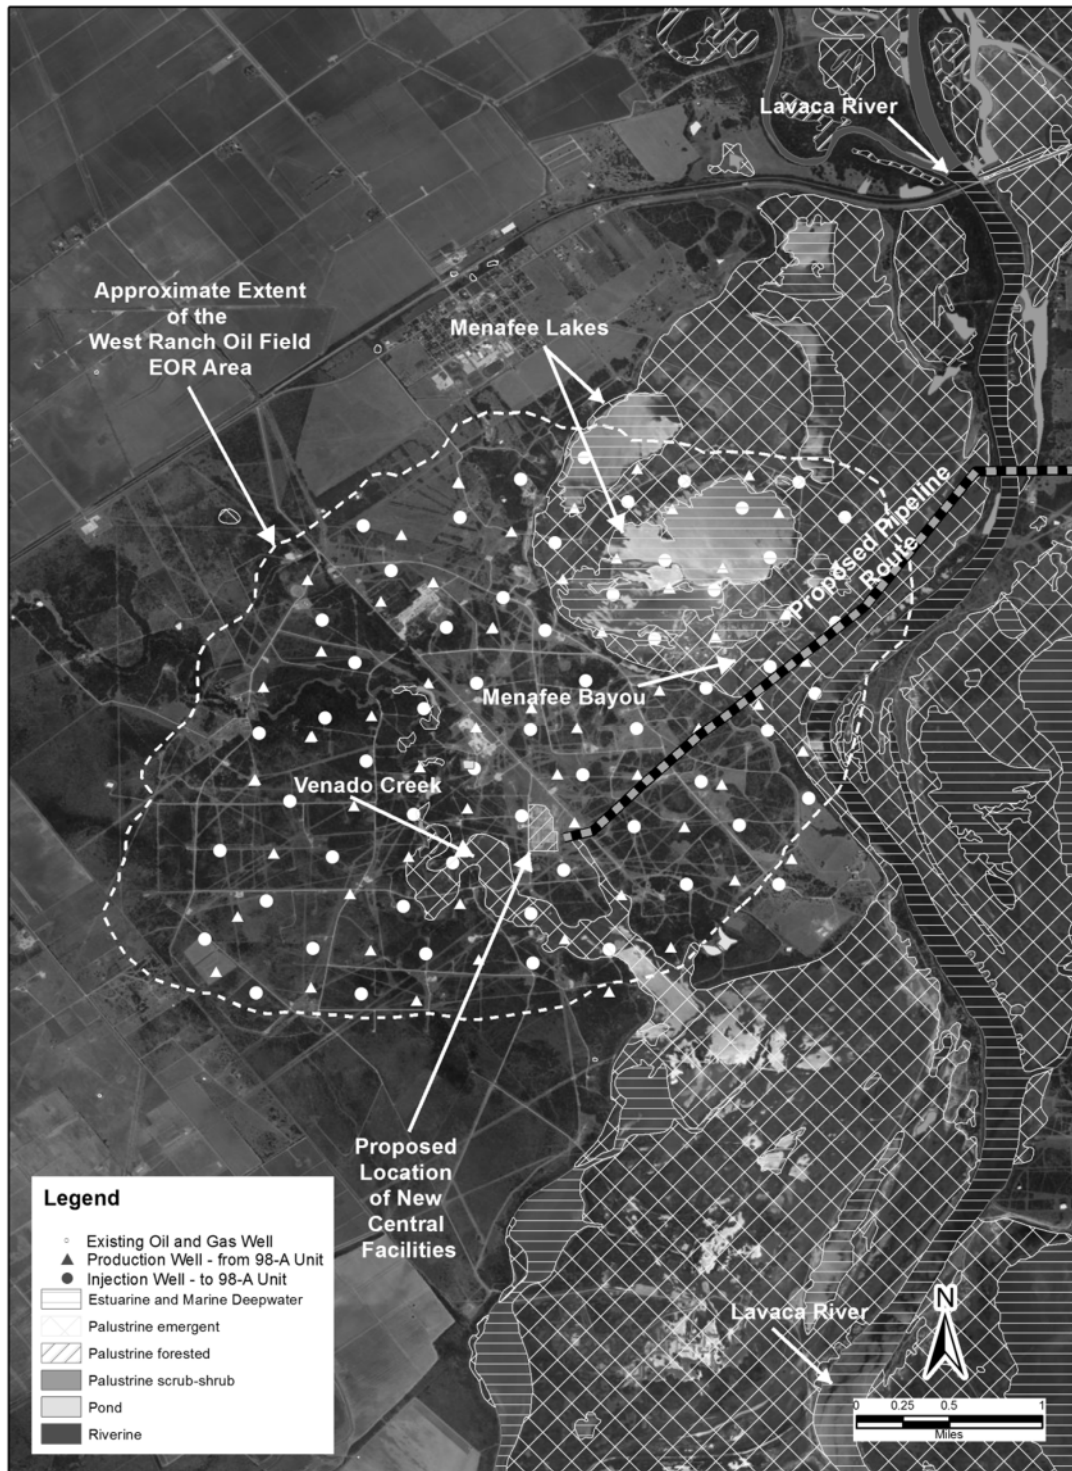 Lavaca River
Approximate Extent
of the
West Ranch Oil Field
EOR Area
Menafee Lakes
Proposed Pipeline
Route
Menafee Bayou
Venado Creek
Proposed
Location
of New
Central
Facilities
Lavaca River
N
0 0.25 0.5 1
Miles
Legend
Existing Oil and Gas Well
Production Well - from 98-A Unit
Injection Well - to 98-A Unit
Estuarine and Marine Deepwater
Palustrine emergent
Palustrine forested
Palustrine scrub-shrub
Pond
Riverine